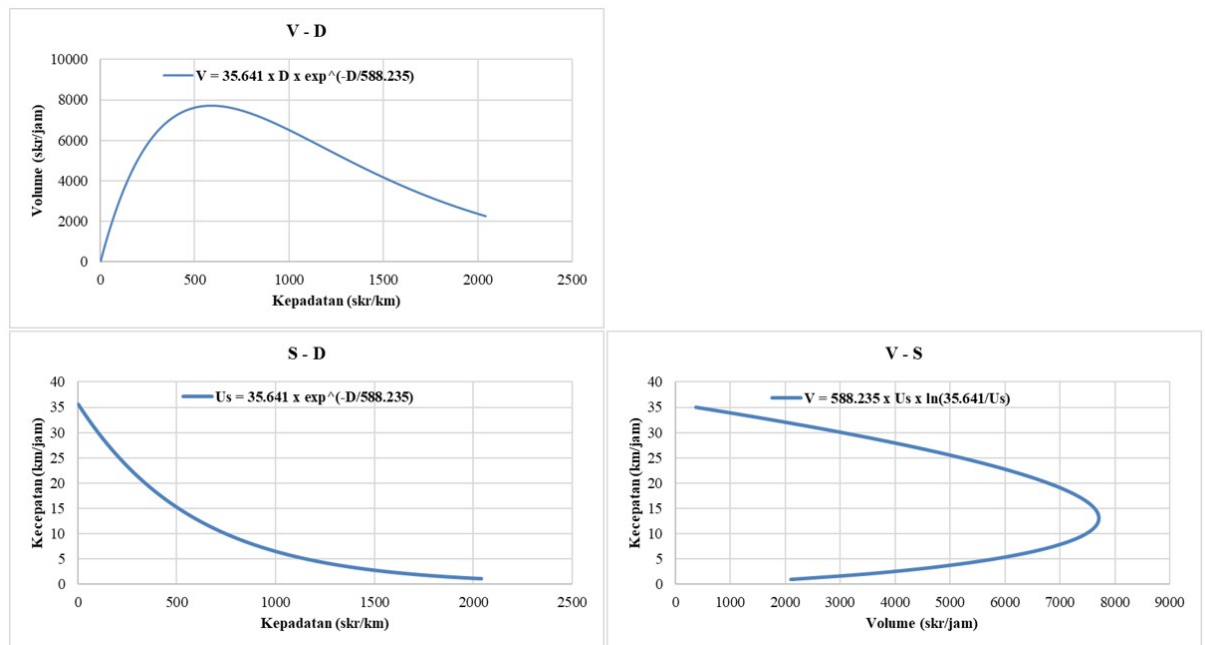 V - D
10000
8000
6000
4000
2000
0
Volume (skr/jam)
V = 35.641 x D x exp^(-D/588.235)
0 500 1000 1500 2000 2500
Kepadatan (skr/km)
S - D
40
35
30
25
20
15
10
5
0
Kecepatan (km/jam)
Us = 35.641 x exp^(-D/588.235)
0 500 1000 1500 2000 2500
Kepadatan (skr/km)
V - S
40
35
30
25
20
15
10
5
0
Kecepatan (km/jam)
V = 588.235 x Us x ln(35.641/Us)
0 1000 2000 3000 4000 5000 6000 7000 8000 9000
Volume (skr/jam)